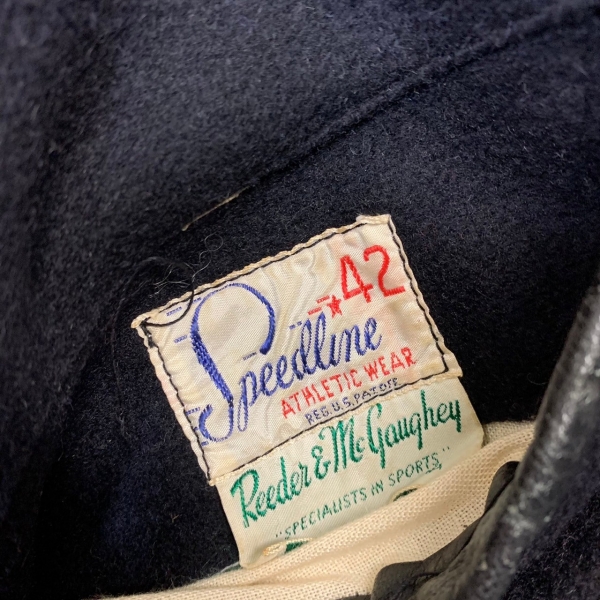 42
Speedline
ATHLETIC WEAR
REG. U.S. PAT. OFF.
Reeder & McGaughey
"SPECIALISTS IN SPORTS"